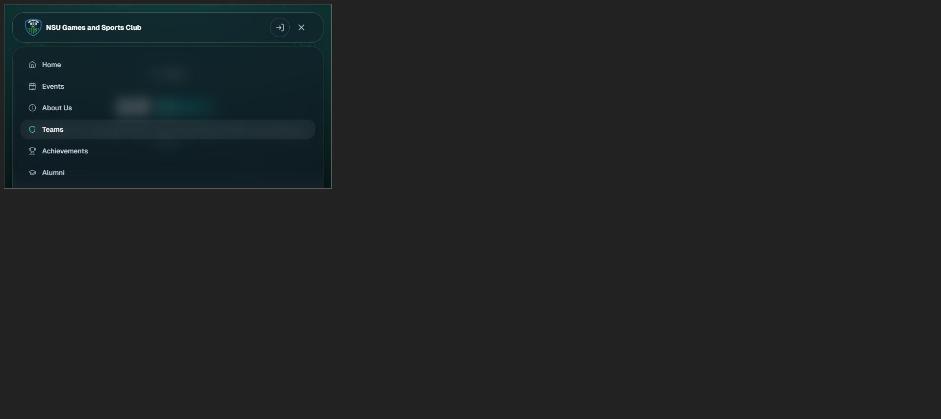 NSU Games and Sports Club
Home
Events
About Us
Teams
Achievements
Alumni